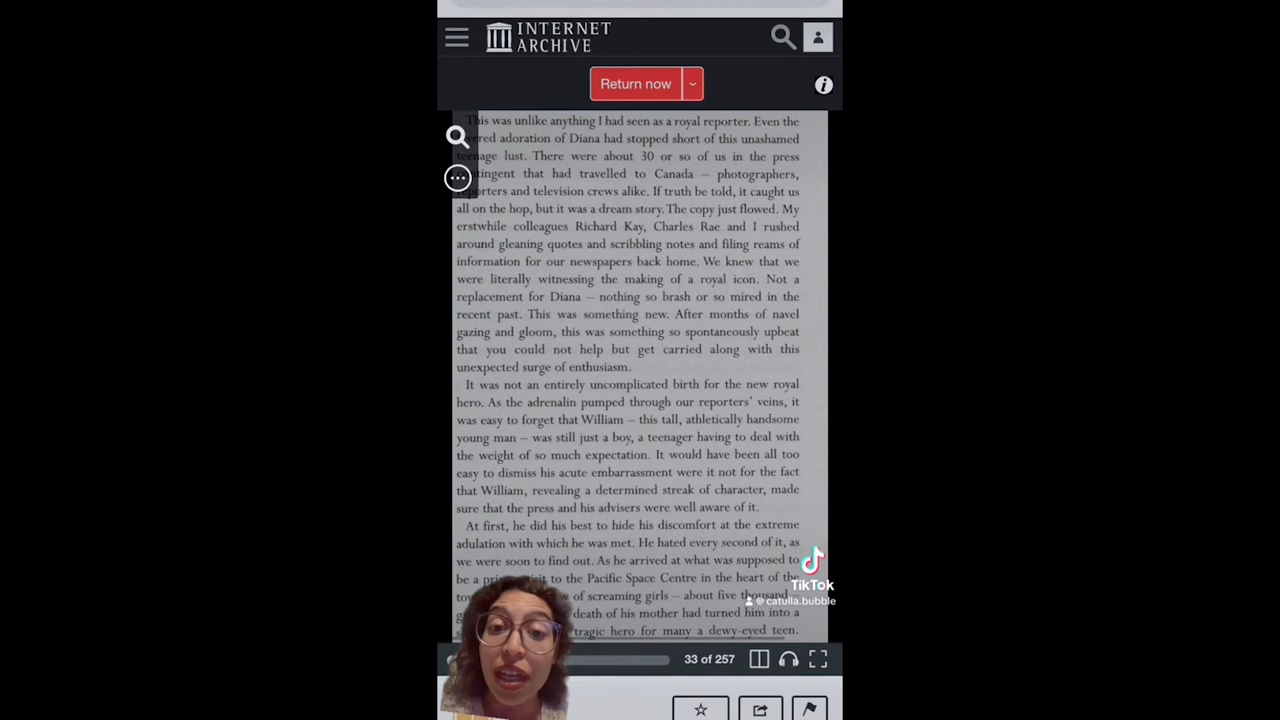 INTERNET
ARCHIVE
Return now
This was unlike anything I had seen as a royal reporter. Even the
adoration of Diana had stopped short of this unashamed
teenage lust. There were about 30 or so of us in the press
contingent that had travelled to Canada – photographers,
reporters and television crews alike. If truth be told, it caught us
all on the hop, but it was a dream story. The copy just flowed. My
erstwhile colleagues Richard Kay, Charles Rae and I rushed
around gleaning quotes and scribbling notes and filing reams of
information for our newspapers back home. We knew that we
were literally witnessing the making of a royal icon. Not a
replacement for Diana – nothing so brash or so mired in the
recent past. This was something new. After months of navel
gazing and gloom, this was something so spontaneously upbeat
that you could not help but get carried along with this
unexpected surge of enthusiasm.
It was not an entirely uncomplicated birth for the new royal
hero. As the adrenalin pumped through our reporters' veins, it
was easy to forget that William – this tall, athletically handsome
young man – was still just a boy, a teenager having to deal with
the weight of so much expectation. It would have been all too
easy to dismiss his acute embarrassment were it not for the fact
that William, revealing a determined streak of character, made
sure that the press and his advisers were well aware of it.
At first, he did his best to hide his discomfort at the extreme
adulation with which he was met. He hated every second of it, as
we were soon to find out. As he arrived at what was supposed to
be a visit to the Pacific Space Centre in the heart of the
of screaming girls – about five thousand
death of his mother had turned him into a
tragic hero for many a dewy-eyed teen.
TikTok
@catulla.bubble
33 of 257